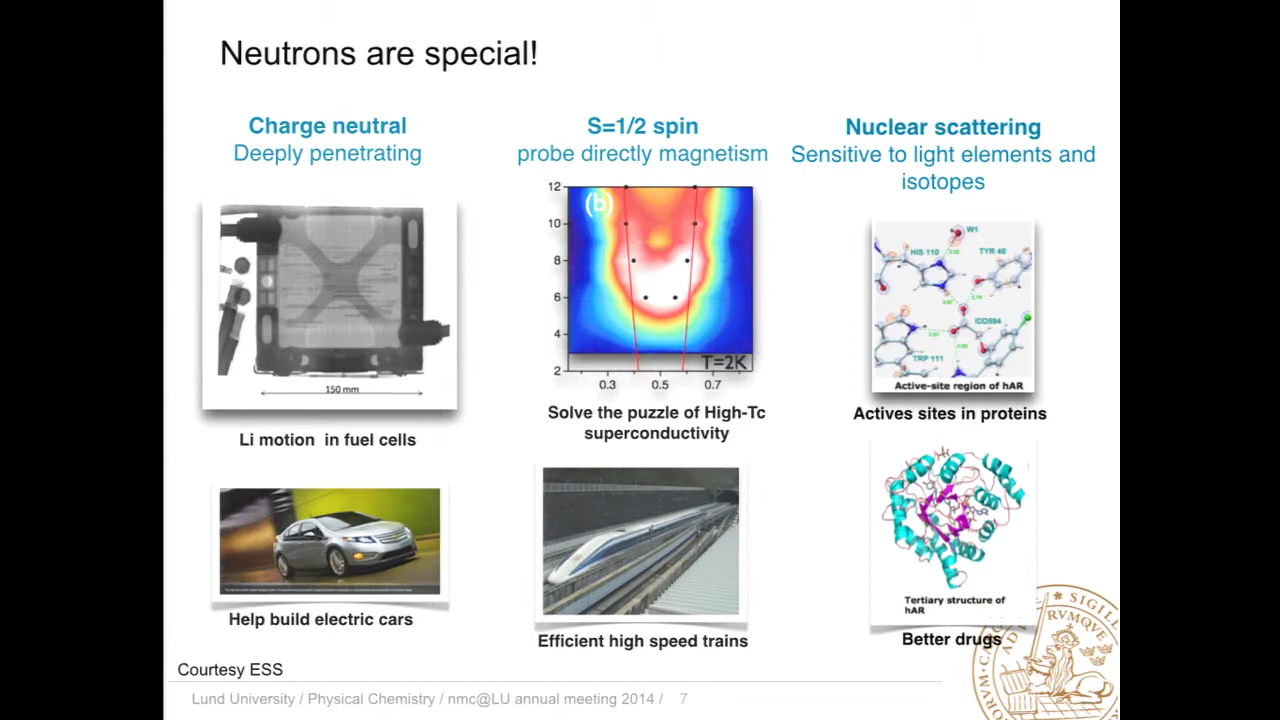 Neutrons are special!
Charge neutral
Deeply penetrating
150 mm
Li motion in fuel cells
Help build electric cars
S=1/2 spin
probe directly magnetism
12
10
8
6
4
2
(b)
T=2K
0.3 0.5 0.7
Solve the puzzle of High-Tc
superconductivity
Efficient high speed trains
Nuclear scattering
Sensitive to light elements and
isotopes
W1
HIS 110
TYR 48
IDD594
TRP 111
Active-site region of hAR
Actives sites in proteins
Tertiary structure of
hAR
Better drugs
Courtesy ESS
Lund University / Physical Chemistry / nmc@LU annual meeting 2014 / 7